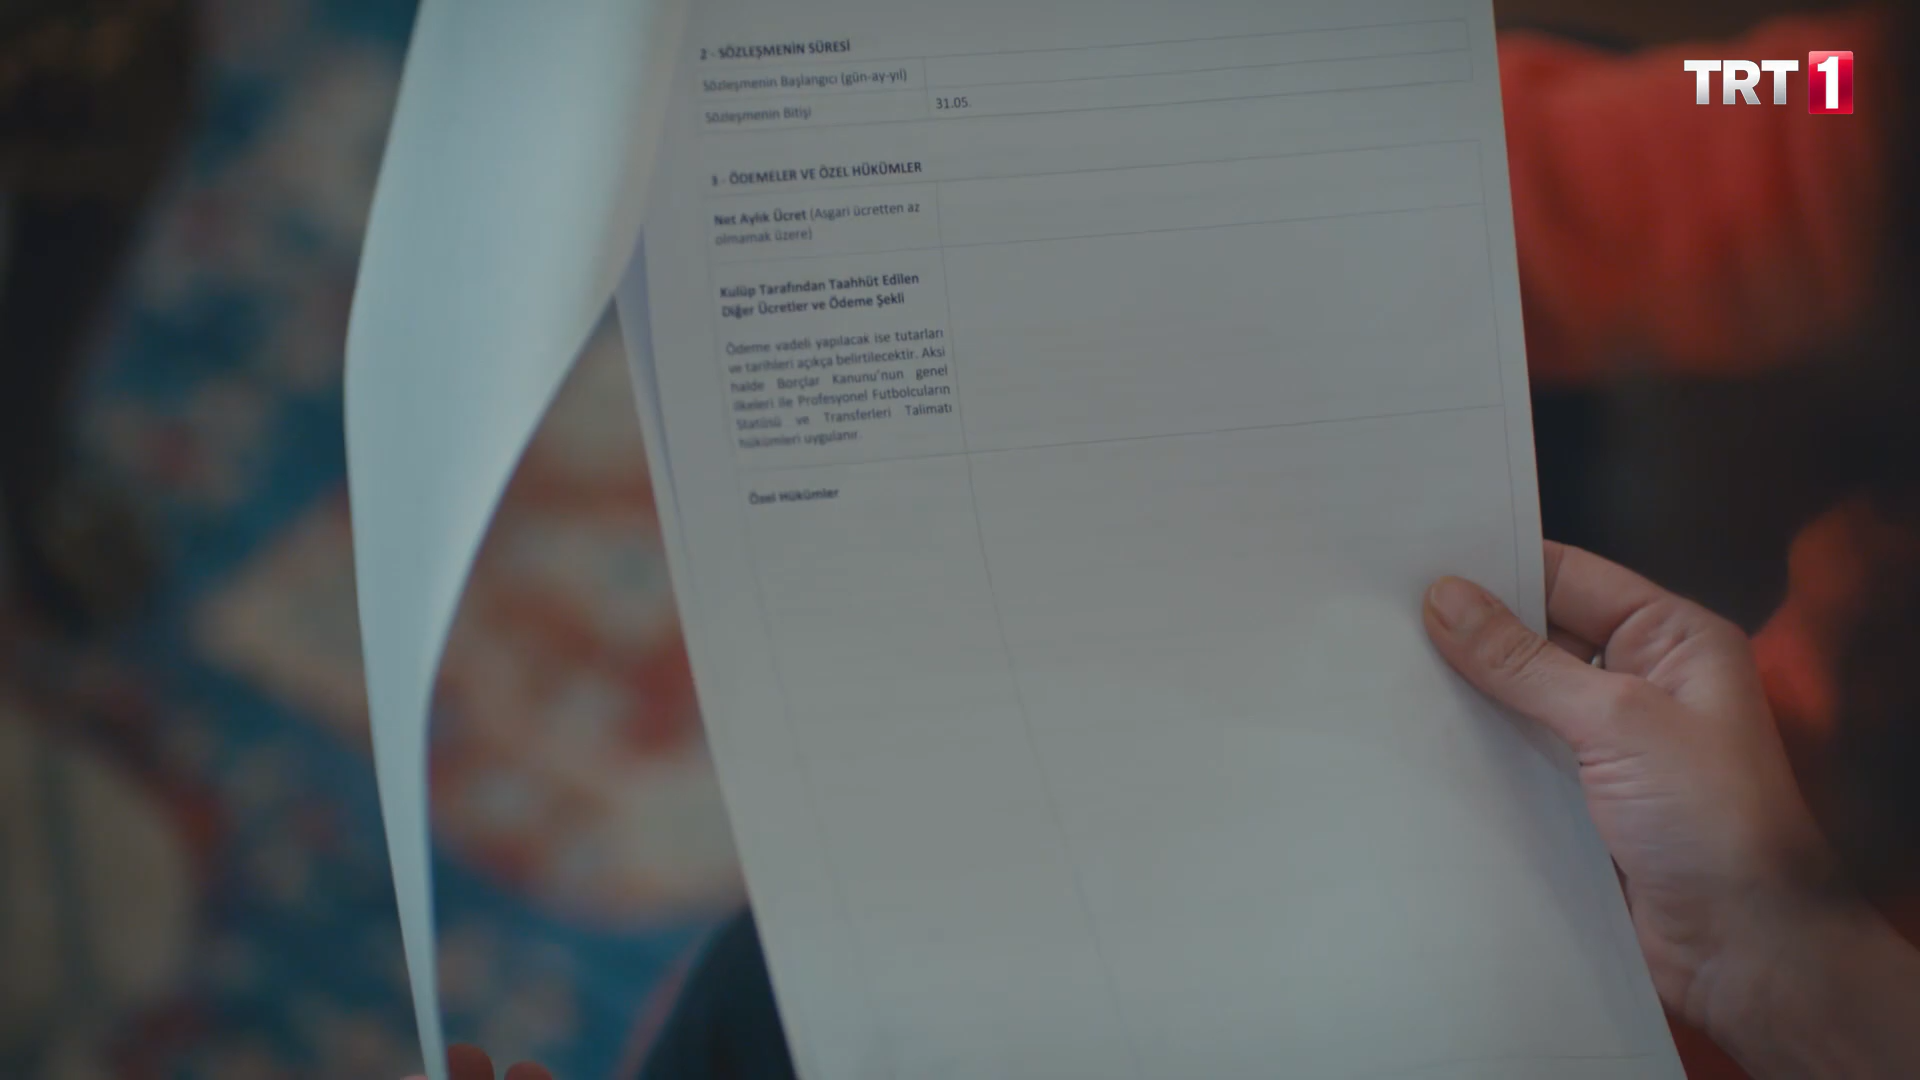 TRT 1
2 - SÖZLEŞMENİN SÜRESİ
Sözleşmenin Başlangıcı (gün-ay-yıl)
Sözleşmenin Bitişi 31.05.
3 - ÖDEMELER VE ÖZEL HÜKÜMLER
Net Aylık Ücret (Asgari ücretten az
olmamak üzere)
Kulüp Tarafından Taahhüt Edilen
Diğer Ücretler ve Ödeme Şekli
Ödeme vadeli yapılacak ise tutarları
ve tarihleri açıkça belirtilecektir. Aksi
halde Borçlar Kanunu'nun genel
ilkeleri ile Profesyonel Futbolcuların
Statüsü ve Transferleri Talimatı
hükümleri uygulanır.
Özel Hükümler